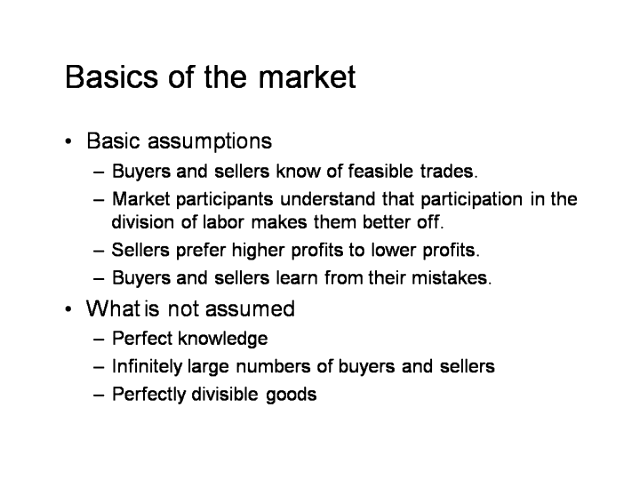 Basics of the market
• Basic assumptions
– Buyers and sellers know of feasible trades.
– Market participants understand that participation in the
division of labor makes them better off.
– Sellers prefer higher profits to lower profits.
– Buyers and sellers learn from their mistakes.
• What is not assumed
– Perfect knowledge
– Infinitely large numbers of buyers and sellers
– Perfectly divisible goods